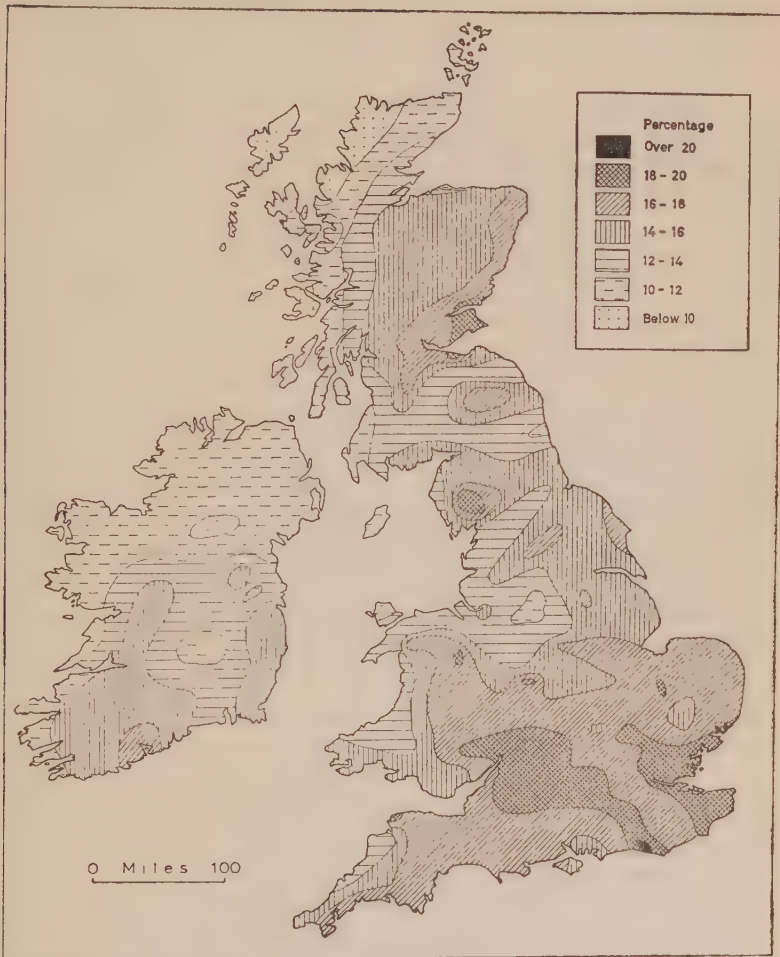 Percentage
Over 20
18 - 20
16 - 18
14 - 16
12 - 14
10 - 12
Below 10
0 Miles 100